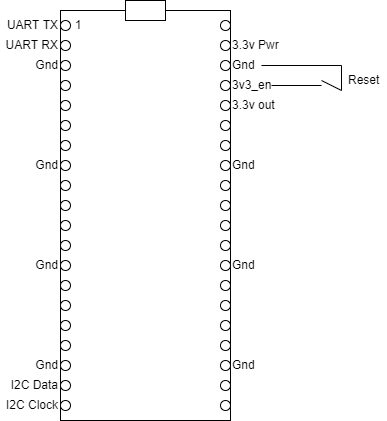 UART TX 1
UART RX 3.3v Pwr
Gnd Gnd
3v3_en Reset
3.3v out
Gnd Gnd
Gnd Gnd
Gnd Gnd
I2C Data
I2C Clock